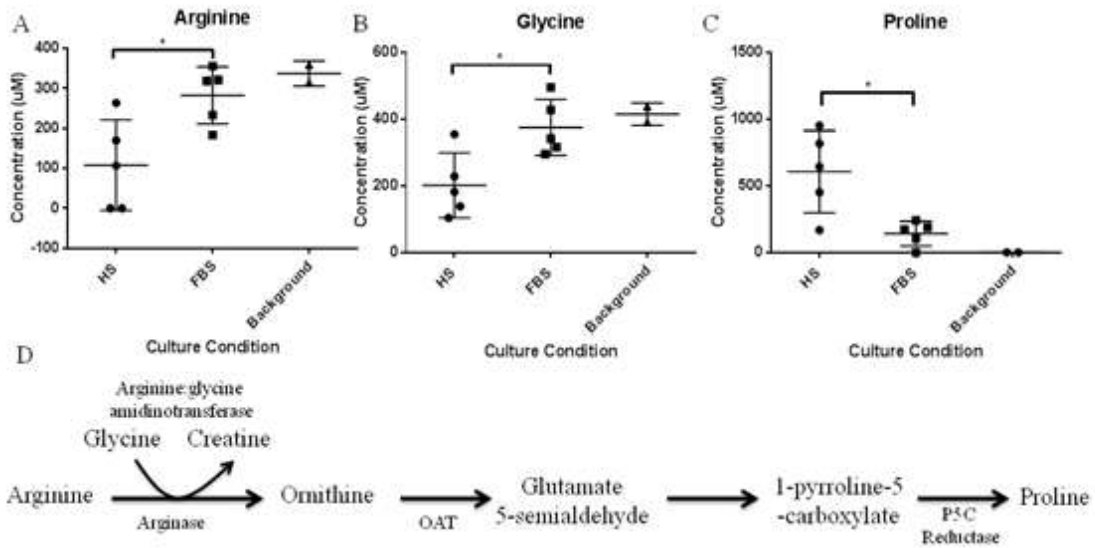 A
Arginine
Concentration (uM)
400
300
200
100
0
-100
*
HS
FBS
Background
Culture Condition
B
Glycine
Concentration (uM)
600
400
200
0
*
HS
FBS
Background
Culture Condition
C
Proline
Concentration (uM)
1500
1000
500
0
*
HS
FBS
Background
Culture Condition
D
Arginine:glycine
amidinotransferase
Glycine Creatine
Arginine
Arginase
Ornithine
OAT
Glutamate
5-semialdehyde
1-pyrroline-5
-carboxylate
P5C
Reductase
Proline